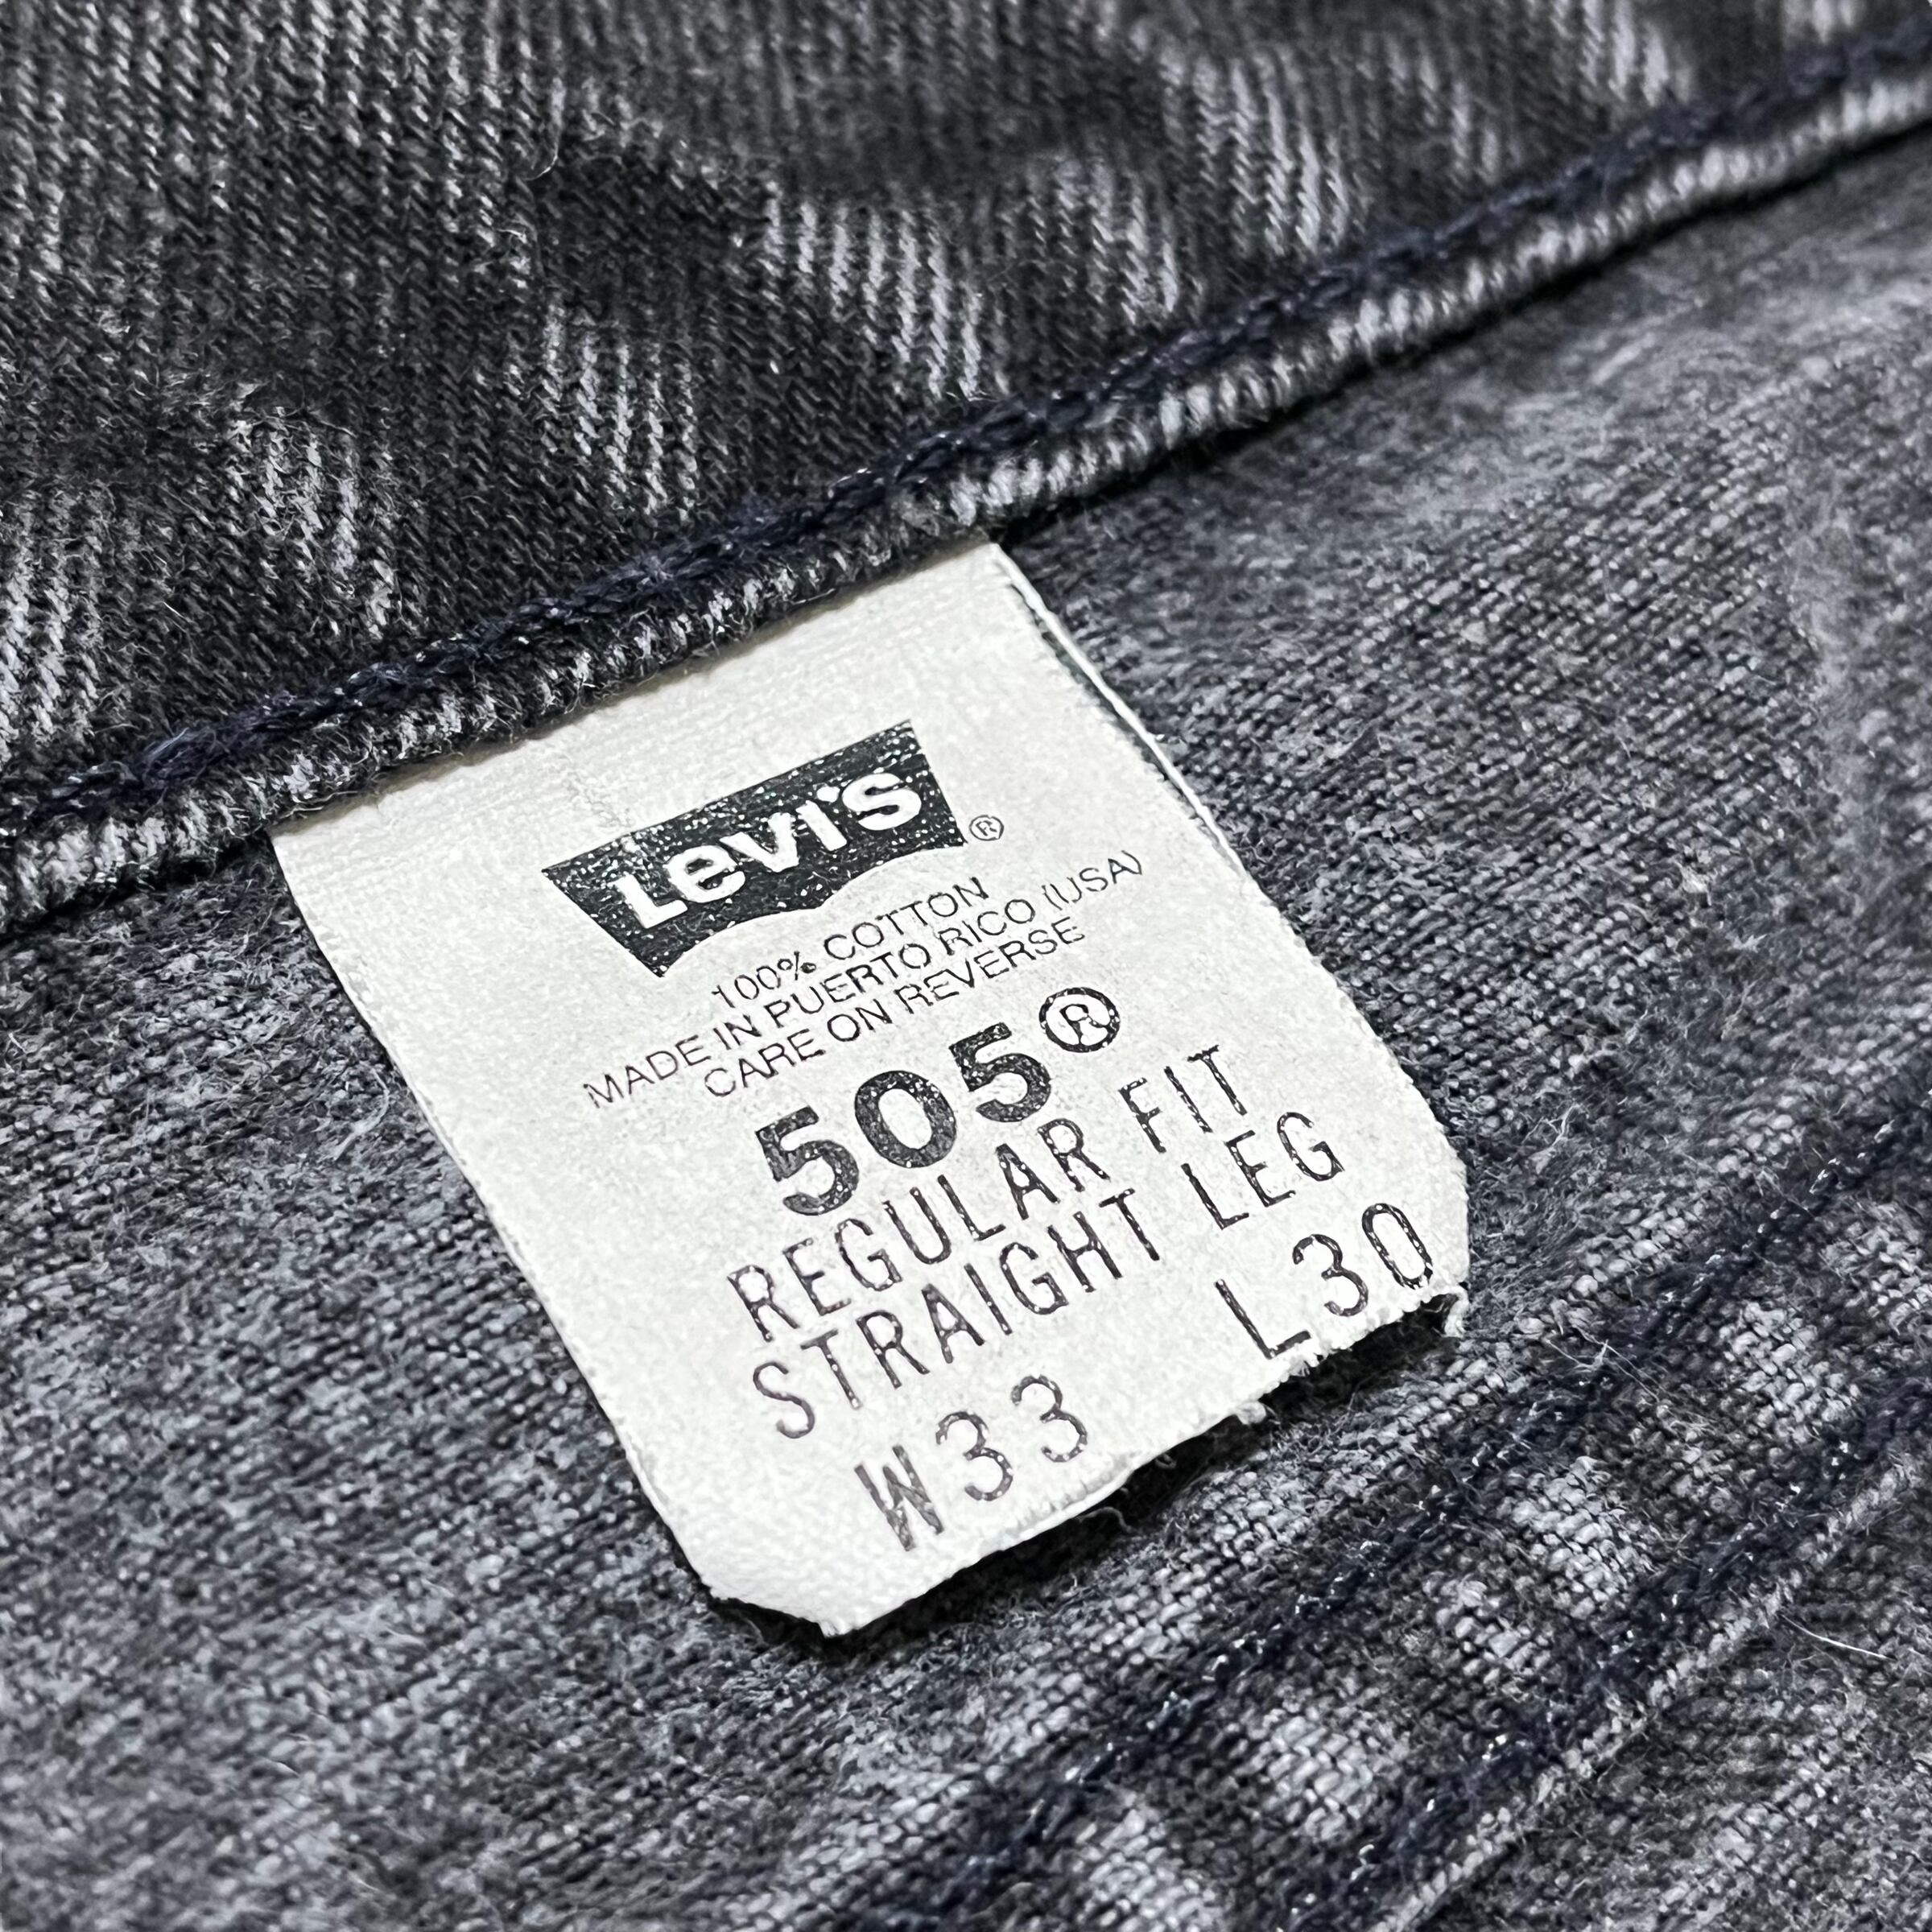 Levi's®
100% COTTON
MADE IN PUERTO RICO (USA)
CARE ON REVERSE
505®
REGULAR FIT
STRAIGHT LEG
W33 L30